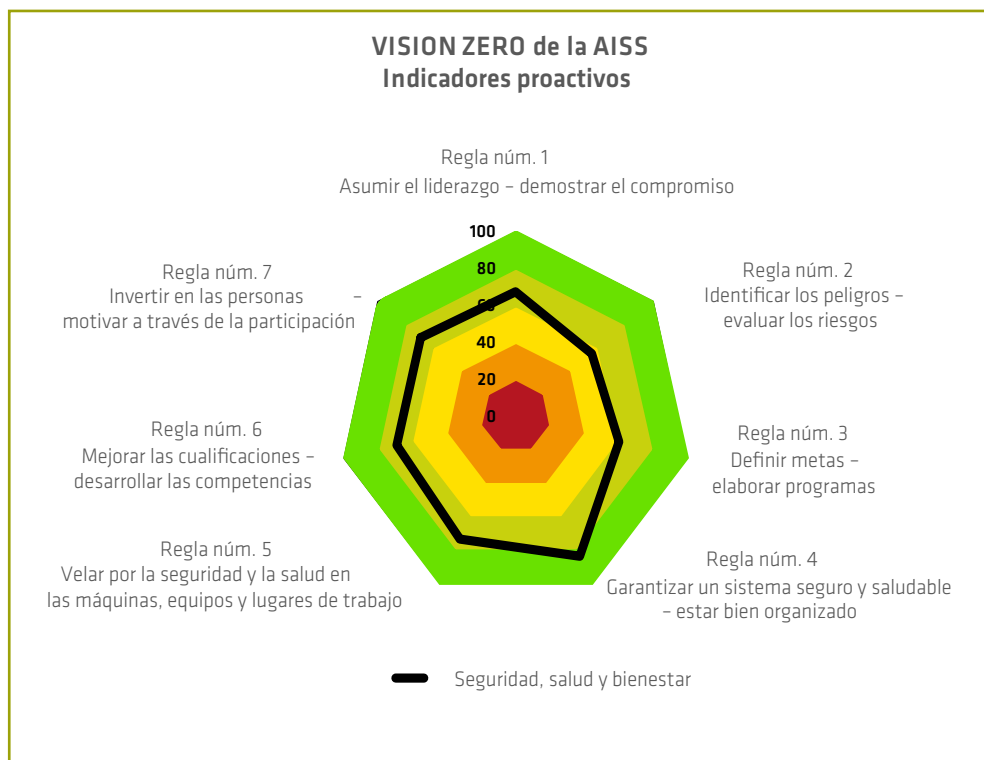 VISION ZERO de la AISS
Indicadores proactivos
Regla núm. 1
Asumir el liderazgo – demostrar el compromiso
100
80
60
40
20
0
Regla núm. 2
Identificar los peligros –
evaluar los riesgos
Regla núm. 3
Definir metas –
elaborar programas
Regla núm. 4
Garantizar un sistema seguro y saludable
– estar bien organizado
Regla núm. 5
Velar por la seguridad y la salud en
las máquinas, equipos y lugares de trabajo
Regla núm. 6
Mejorar las cualificaciones –
desarrollar las competencias
Regla núm. 7
Invertir en las personas –
motivar a través de la participación
Seguridad, salud y bienestar